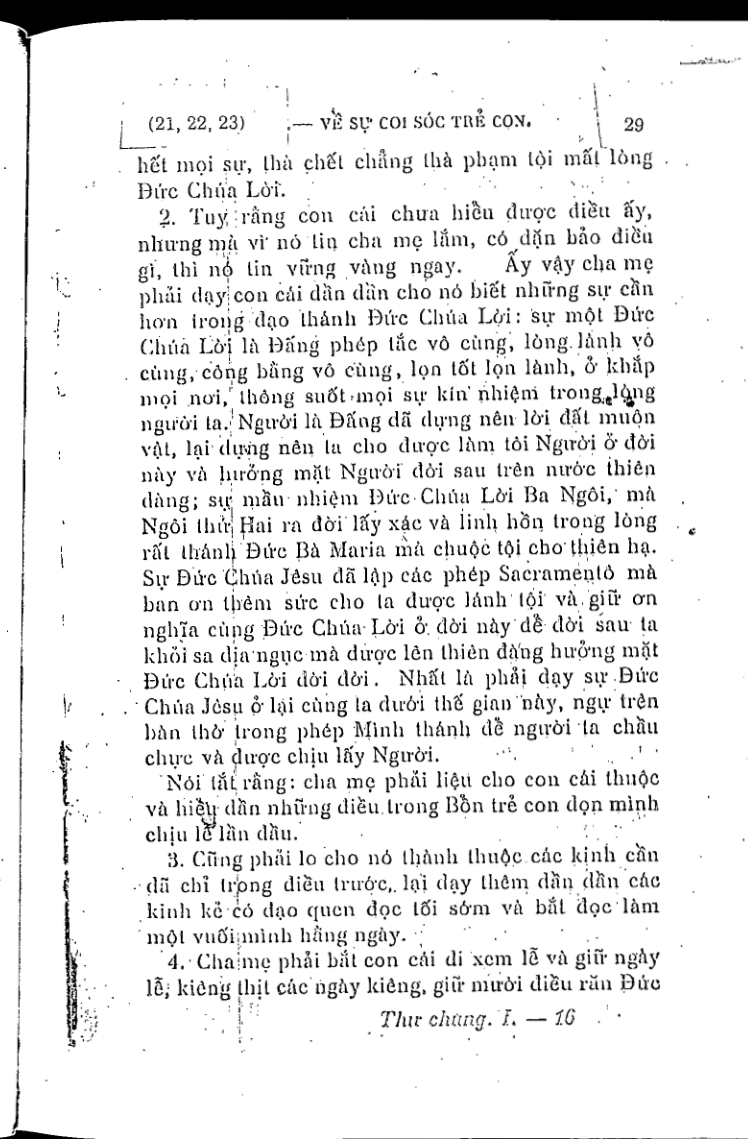 (21, 22, 23) — VỀ SỰ COI SÓC TRẺ CON. 29
hết mọi sự, thà chết chẳng thà phạm tội mất lòng
Đức Chúa Lời.
2. Tuy rằng con cái chưa hiểu được điều ấy,
nhưng mà vì nó tin cha mẹ lắm, có dặn bảo điều
gì, thì nó tin vững vàng ngay. Ấy vậy cha mẹ
phải dạy con cái dần dần cho nó biết những sự cần
hơn trong đạo thánh Đức Chúa Lời: sự một Đức
Chúa Lời là Đấng phép tắc vô cùng, lòng lành vô
cùng, công bằng vô cùng, lọn tốt lọn lành, ở khắp
mọi nơi, thông suốt mọi sự kín nhiệm trong lòng
người ta. Người là Đấng đã dựng nên lời đất muôn
vật, lại dựng nên ta cho được làm tôi Người ở đời
này và hưởng mặt Người đời sau trên nước thiên
đàng; sự mầu nhiệm Đức Chúa Lời Ba Ngôi, mà
Ngôi thứ Hai ra đời lấy xác và linh hồn trong lòng
rất thánh Đức Bà Maria mà chuộc tội cho thiên hạ.
Sự Đức Chúa Jêsu đã lập các phép Sacramentô mà
ban ơn thêm sức cho ta được lánh tội và giữ ơn
nghĩa cùng Đức Chúa Lời ở đời này để đời sau ta
khỏi sa địa ngục mà được lên thiên đàng hưởng mặt
Đức Chúa Lời đời đời. Nhất là phải dạy sự Đức
Chúa Jêsu ở lại cùng ta dưới thế gian này, ngự trên
bàn thờ trong phép Mình thánh để người ta chầu
chực và được chịu lấy Người.
Nói tắt rằng: cha mẹ phải liệu cho con cái thuộc
và hiểu dần những điều trong Bổn trẻ con dọn mình
chịu lễ lần đầu.
3. Cũng phải lo cho nó thành thuộc các kinh cần
đã chỉ trong điều trước, lại dạy thêm dần dần các
kinh kẻ có đạo quen đọc tối sớm và bắt đọc làm
một vuối mình hằng ngày.
4. Cha mẹ phải bắt con cái đi xem lễ và giữ ngày
lễ, kiêng thịt các ngày kiêng, giữ mười điều răn Đức
Thư chung. I. — 16